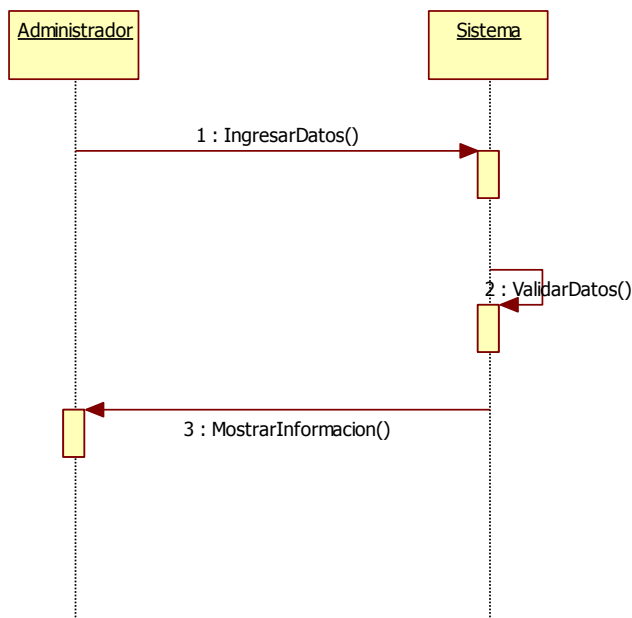 Administrador
Sistema
1 : IngresarDatos()
2 : ValidarDatos()
3 : MostrarInformacion()